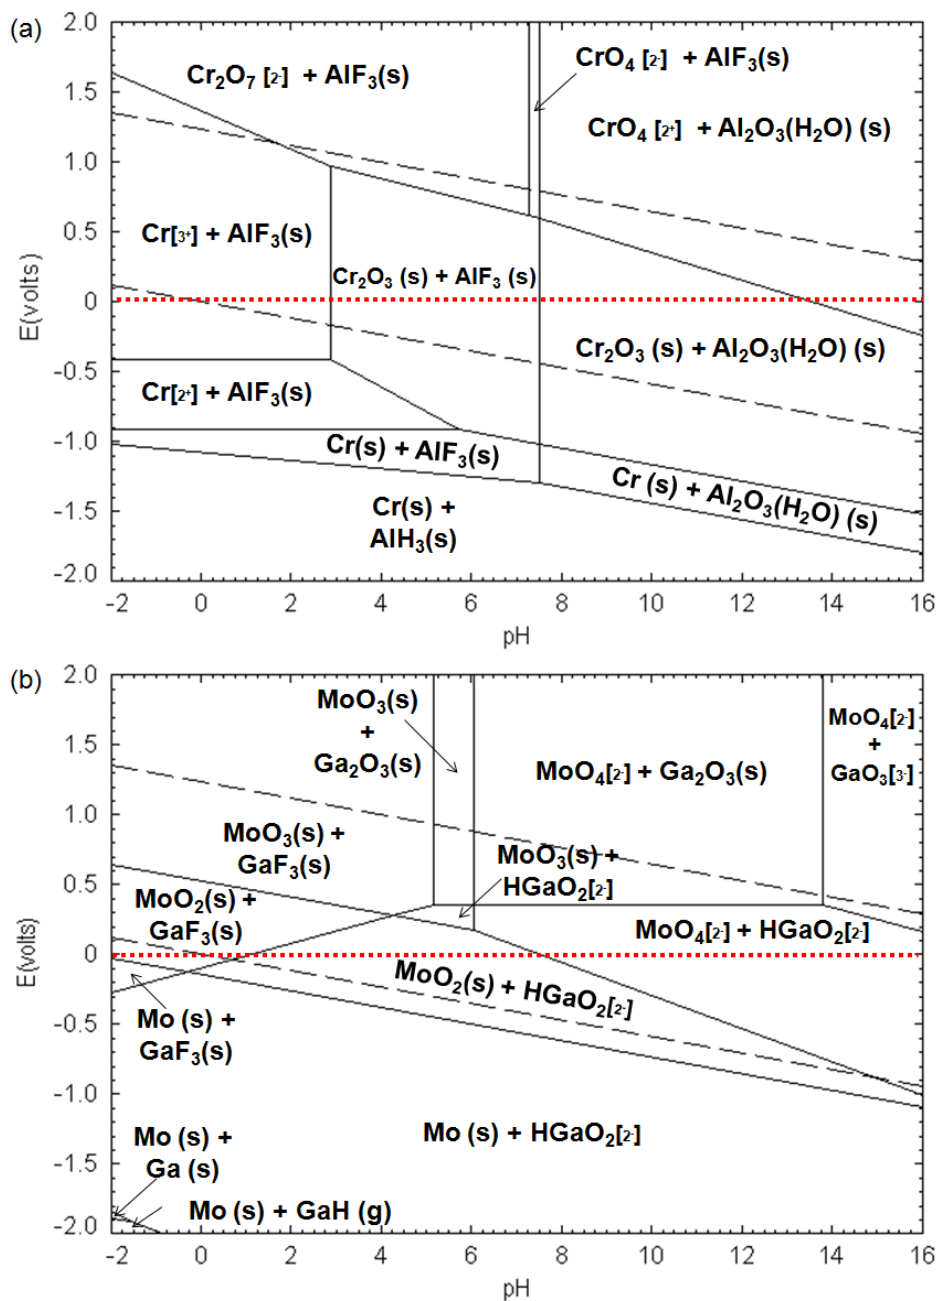 (a)
2.0
1.5
1.0
0.5
0
-0.5
-1.0
-1.5
-2.0
E(volts)
Cr₂O₇ [2-] + AlF₃(s)
CrO₄ [2-] + AlF₃(s)
CrO₄ [2+] + Al₂O₃(H₂O) (s)
Cr[3+] + AlF₃(s)
Cr₂O₃ (s) + AlF₃ (s)
Cr₂O₃ (s) + Al₂O₃(H₂O) (s)
Cr[2+] + AlF₃(s)
Cr(s) + AlF₃(s)
Cr (s) + Al₂O₃(H₂O) (s)
Cr(s) +
AlH₃(s)
-2 0 2 4 6 8 10 12 14 16
pH
(b)
2.0
1.5
1.0
0.5
0
-0.5
-1.0
-1.5
-2.0
E(volts)
MoO₃(s)
+
Ga₂O₃(s)
MoO₄[2-] + Ga₂O₃(s)
MoO₄[2-]
+
GaO₃[3-]
MoO₃(s) +
GaF₃(s)
MoO₃(s) +
HGaO₂[2-]
MoO₂(s) +
GaF₃(s)
MoO₄[2-] + HGaO₂[2-]
MoO₂(s) + HGaO₂[2-]
Mo (s) +
GaF₃(s)
Mo (s) + HGaO₂[2-]
Mo (s) +
Ga (s)
Mo (s) + GaH (g)
-2 0 2 4 6 8 10 12 14 16
pH